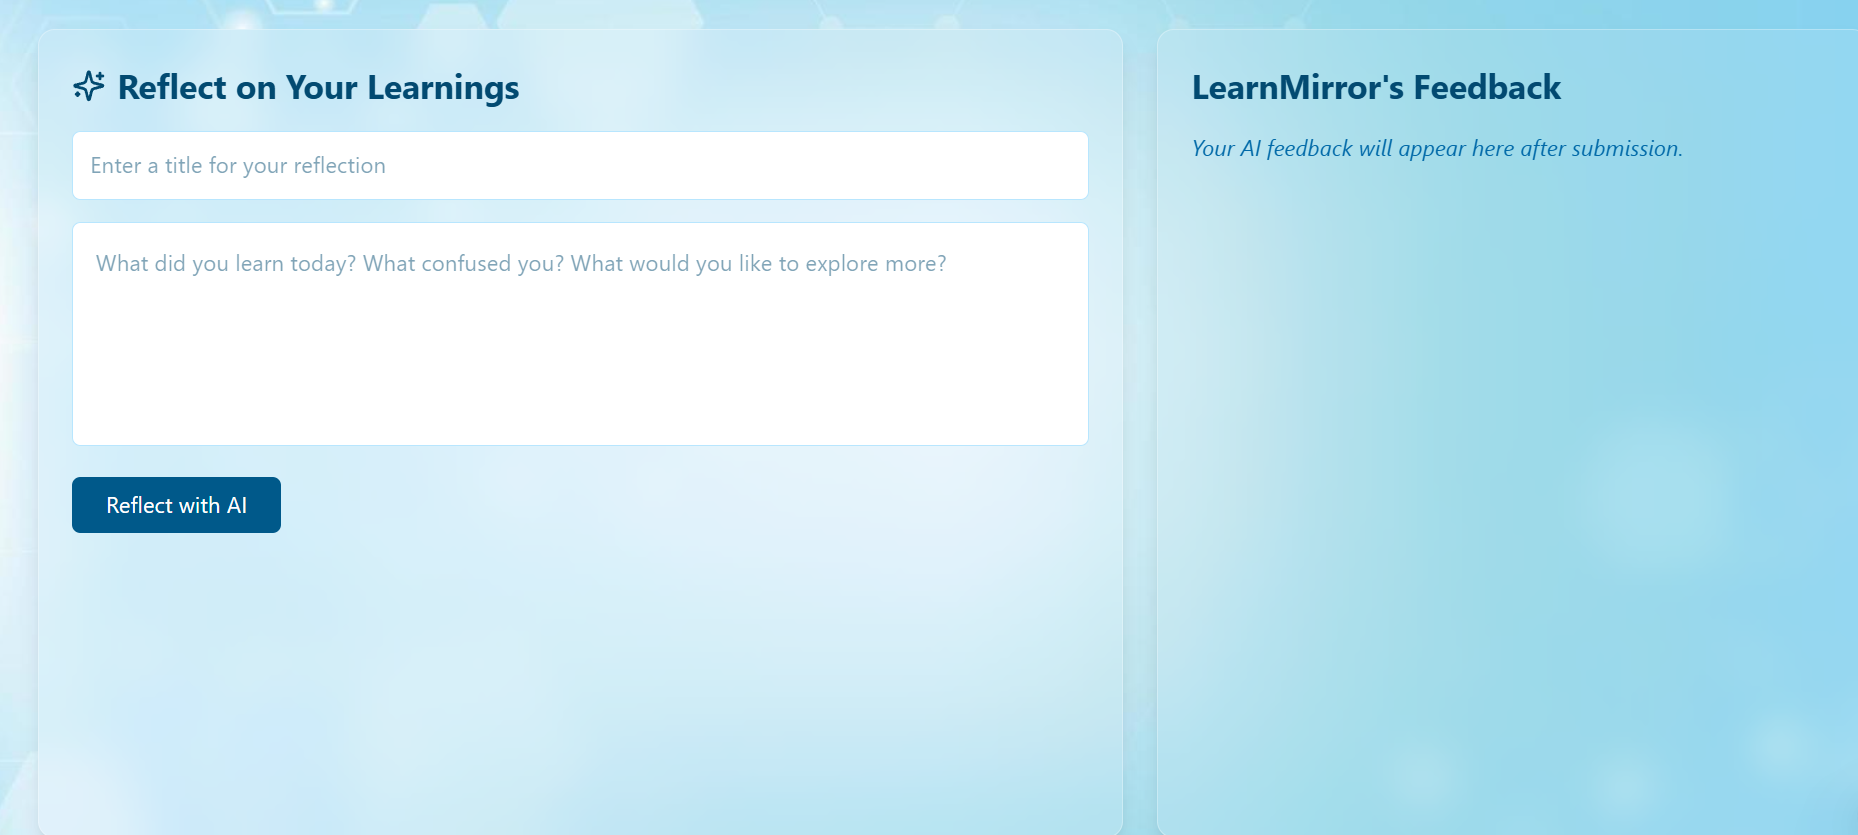 Reflect on Your Learnings
Enter a title for your reflection
What did you learn today? What confused you? What would you like to explore more?
Reflect with AI
LearnMirror's Feedback
Your AI feedback will appear here after submission.